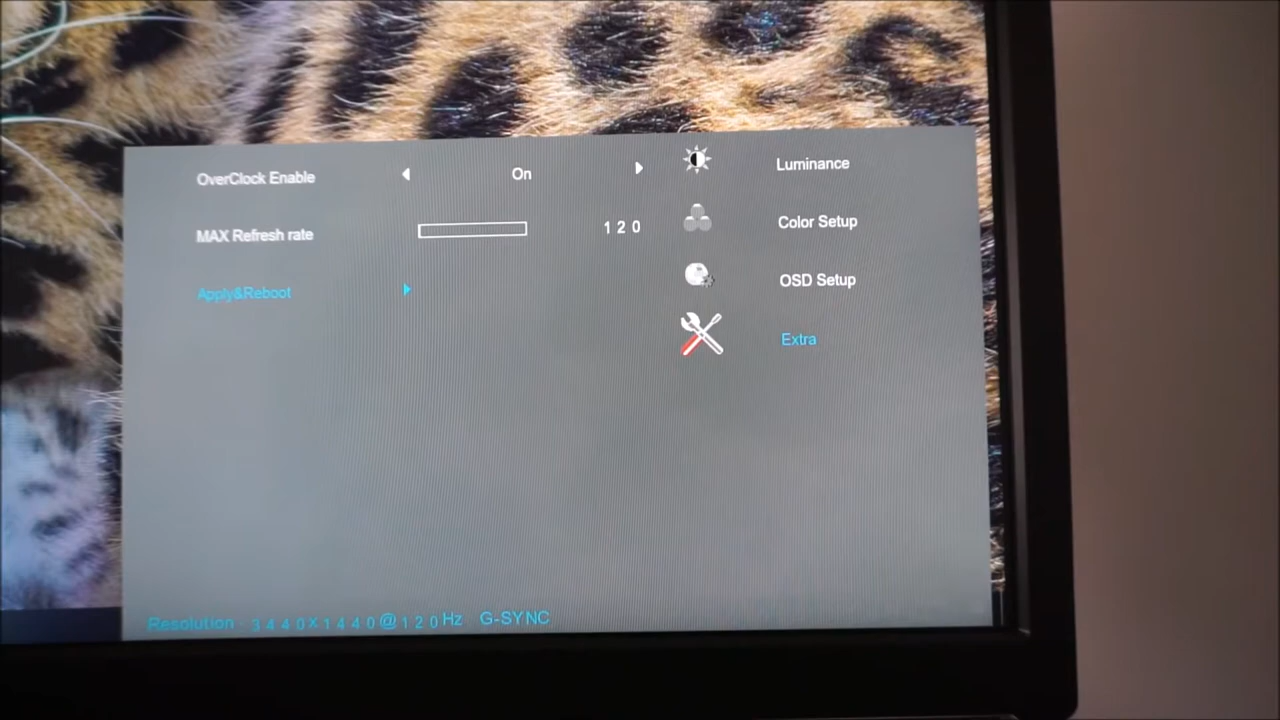 OverClock Enable On
MAX Refresh rate 120
Apply&Reboot
Luminance
Color Setup
OSD Setup
Extra
Resolution - 3440x1440@120Hz G-SYNC